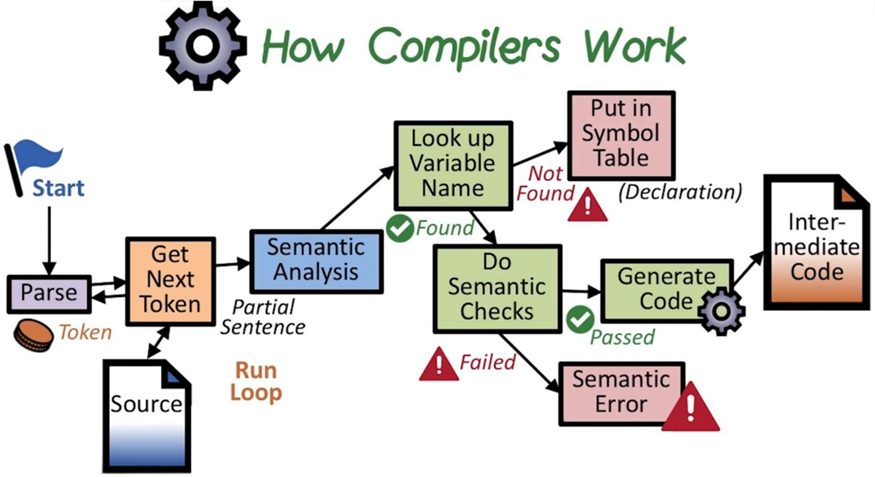 How Compilers Work
Start
Parse
Token
Get
Next
Token
Source
Run
Loop
Partial
Sentence
Semantic
Analysis
Look up
Variable
Name
Found
Not
Found
Put in
Symbol
Table
(Declaration)
Do
Semantic
Checks
Failed
Passed
Generate
Code
Semantic
Error
Inter-
mediate
Code